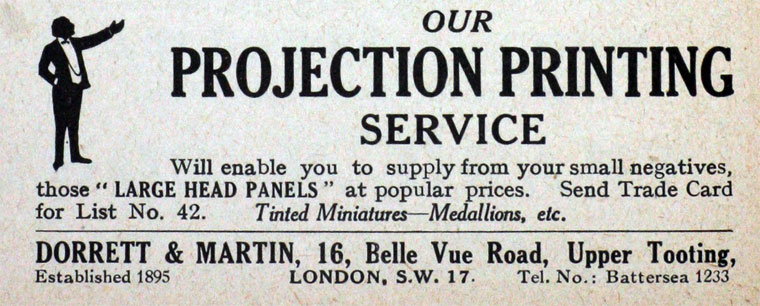 OUR
PROJECTION PRINTING
SERVICE
Will enable you to supply from your small negatives,
those "LARGE HEAD PANELS" at popular prices. Send Trade Card
for List No. 42. Tinted Miniatures—Medallions, etc.
DORRETT & MARTIN, 16, Belle Vue Road, Upper Tooting,
Established 1895 LONDON, S.W. 17. Tel. No.: Battersea 1233